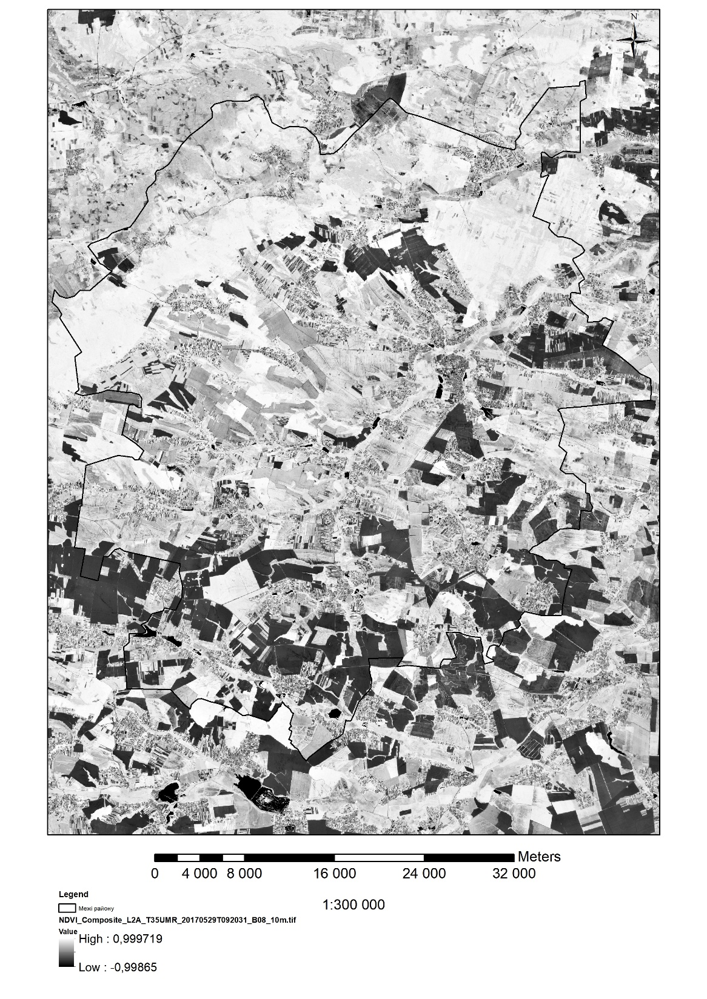 N
Meters
0 4 000 8 000 16 000 24 000 32 000
1:300 000
Legend
Межі району
NDVI_Composite_L2A_T35UMR_20170529T092031_B08_10m.tif
Value
High : 0,999719
Low : -0,99865